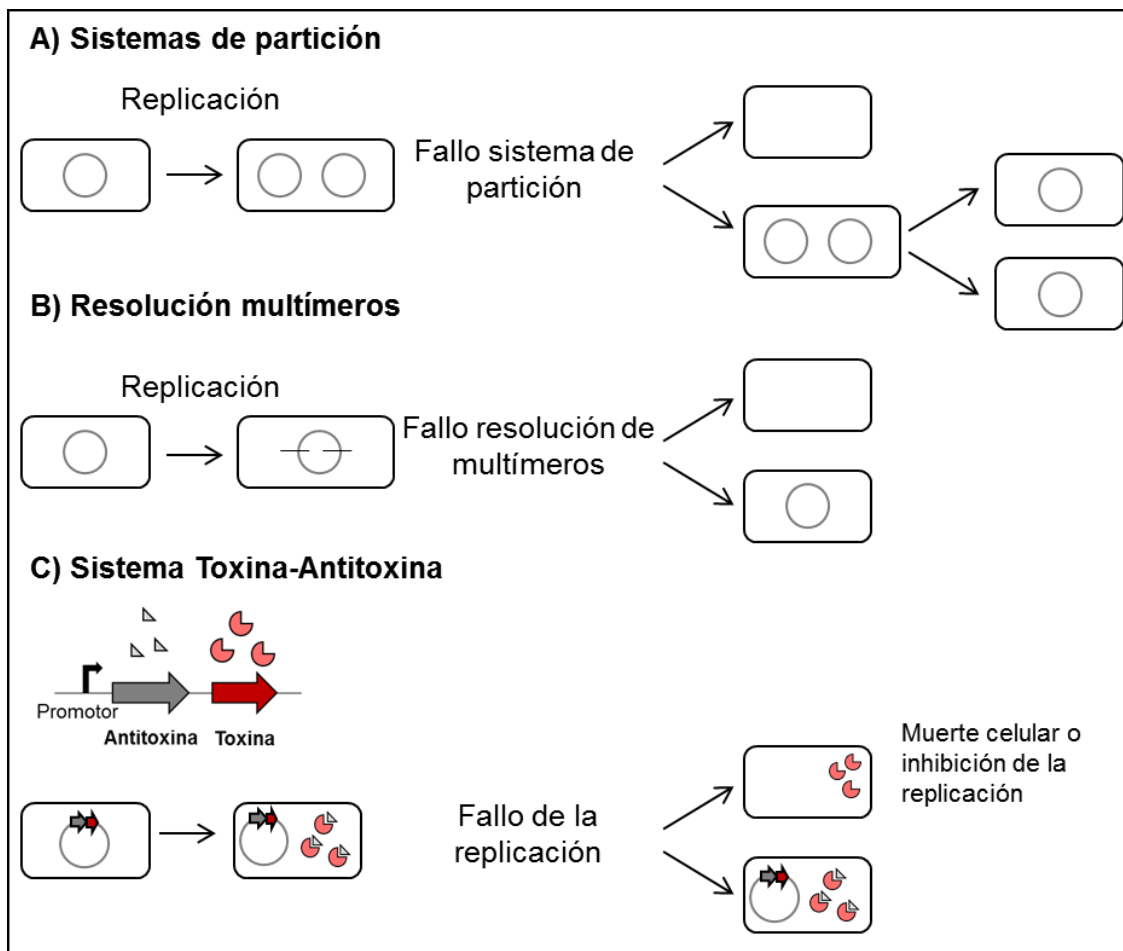 A) Sistemas de partición
Replicación
Fallo sistema de
partición
B) Resolución multímeros
Replicación
Fallo resolución de
multímeros
C) Sistema Toxina-Antitoxina
Promotor
Antitoxina
Toxina
Fallo de la
replicación
Muerte celular o
inhibición de la
replicación